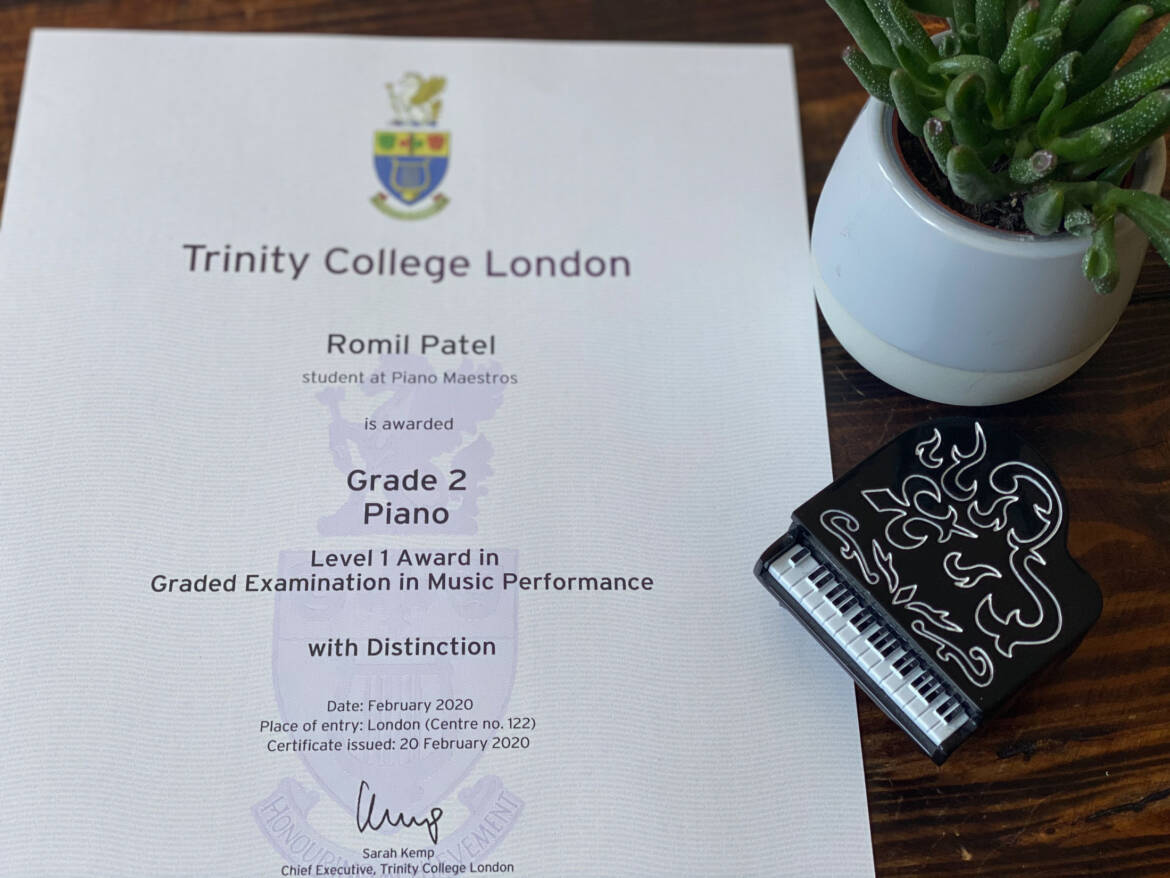 Trinity College London
Romil Patel
student at Piano Maestros
is awarded
Grade 2
Piano
Level 1 Award in
Graded Examination in Music Performance
with Distinction
Date: February 2020
Place of entry: London (Centre no. 122)
Certificate issued: 20 February 2020
Sarah Kemp
Chief Executive, Trinity College London